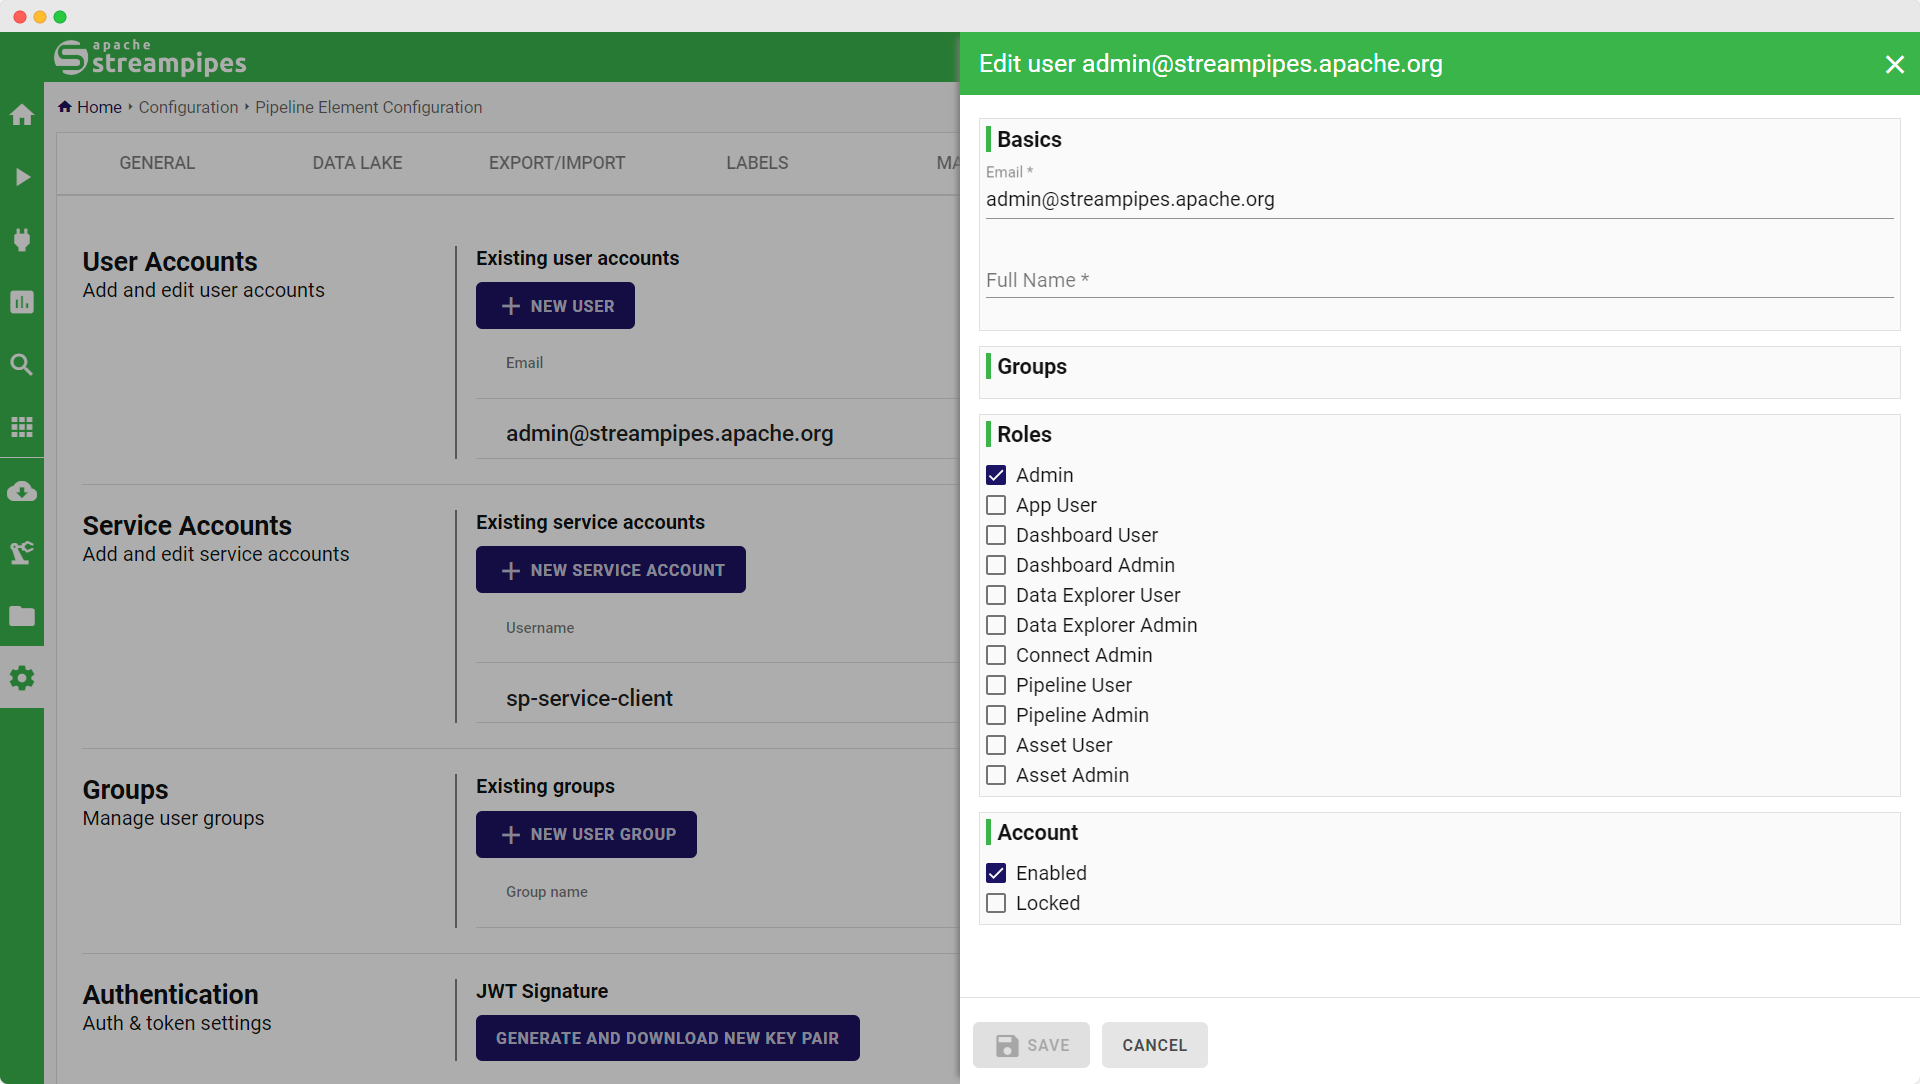 apache
streampipes
Home
Configuration
Pipeline Element Configuration
GENERAL
DATA LAKE
EXPORT/IMPORT
LABELS
MA
User Accounts
Add and edit user accounts
Existing user accounts
NEW USER
Email
admin@streampipes.apache.org
Service Accounts
Add and edit service accounts
Existing service accounts
NEW SERVICE ACCOUNT
Username
sp-service-client
Groups
Manage user groups
Existing groups
NEW USER GROUP
Group name
Authentication
Auth & token settings
JWT Signature
GENERATE AND DOWNLOAD NEW KEY PAIR
Edit user admin@streampipes.apache.org
Basics
Email *
admin@streampipes.apache.org
Full Name *
Groups
Roles
Admin
App User
Dashboard User
Dashboard Admin
Data Explorer User
Data Explorer Admin
Connect Admin
Pipeline User
Pipeline Admin
Asset User
Asset Admin
Account
Enabled
Locked
SAVE
CANCEL